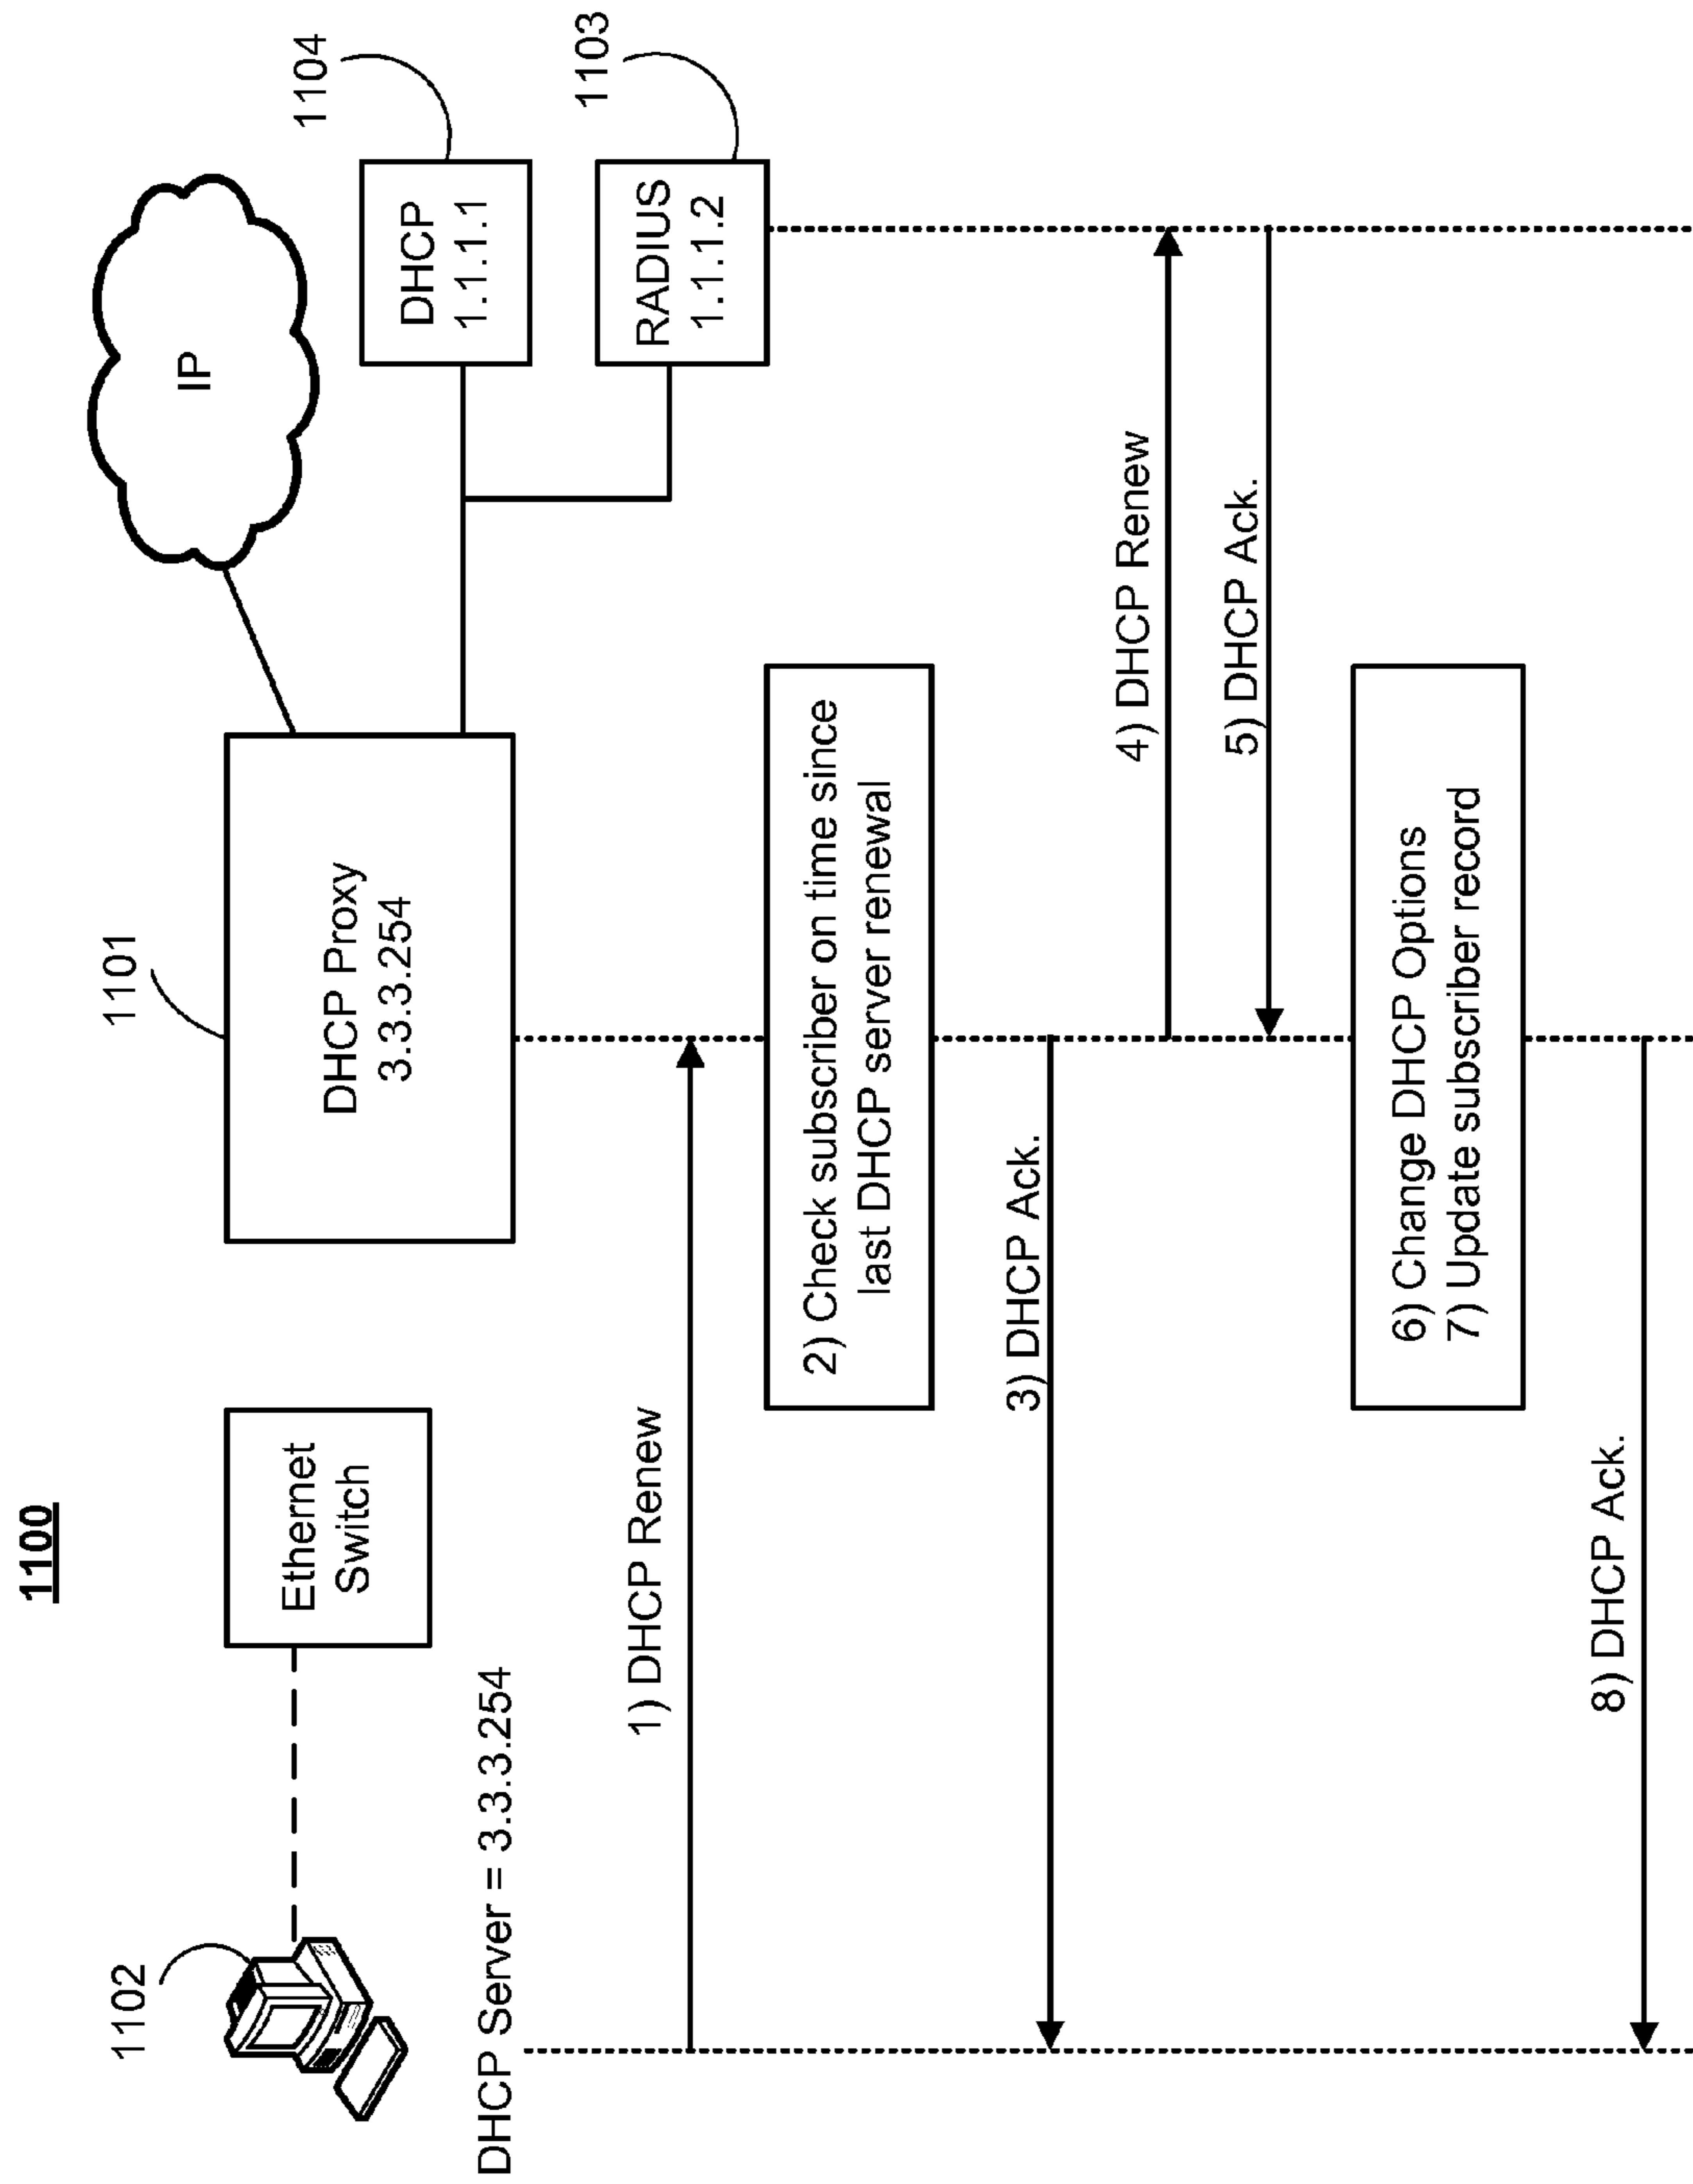 1100
1102
Ethernet
Switch
1101
DHCP Proxy
3.3.3.254
IP
1104
DHCP
1.1.1.1
1103
RADIUS
1.1.1.2
DHCP Server = 3.3.3.254
1) DHCP Renew
2) Check subscriber on time since
last DHCP server renewal
3) DHCP Ack.
4) DHCP Renew
5) DHCP Ack.
6) Change DHCP Options
7) Update subscriber record
8) DHCP Ack.